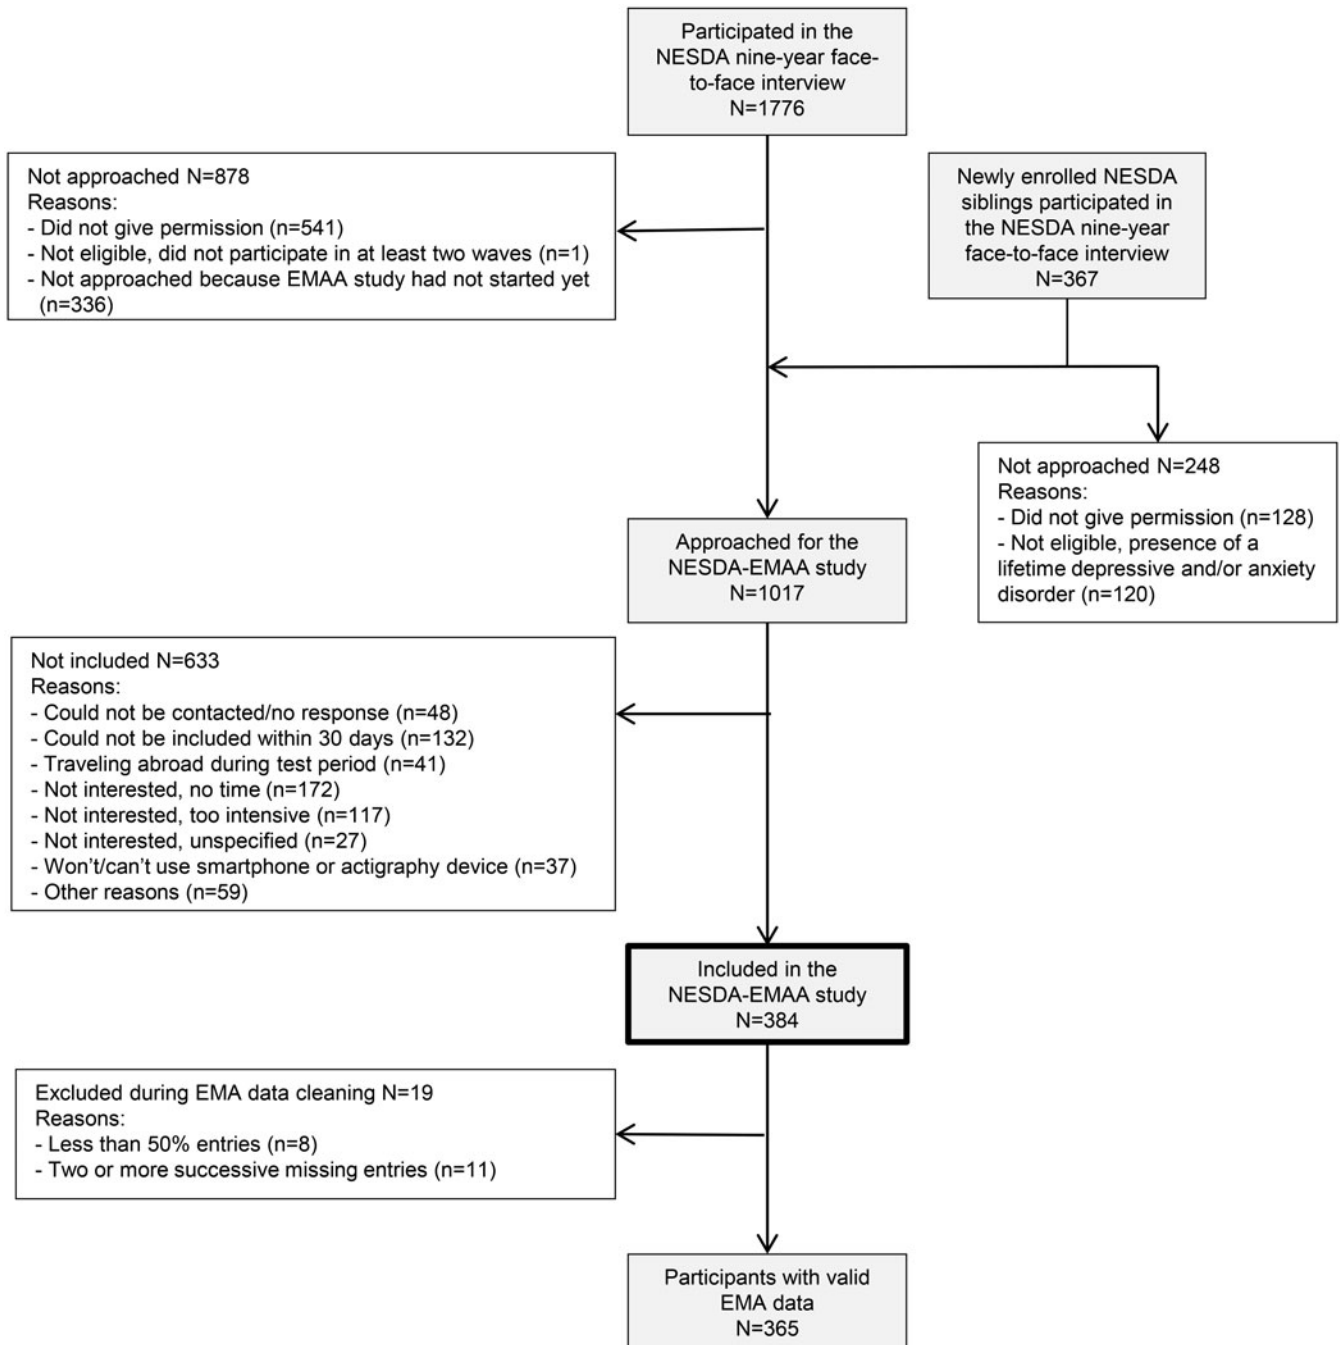 Participated in the
NESDA nine-year face-
to-face interview
N=1776
Not approached N=878
Reasons:
- Did not give permission (n=541)
- Not eligible, did not participate in at least two waves (n=1)
- Not approached because EMAA study had not started yet
(n=336)
Newly enrolled NESDA
siblings participated in
the NESDA nine-year
face-to-face interview
N=367
Not approached N=248
Reasons:
- Did not give permission (n=128)
- Not eligible, presence of a
lifetime depressive and/or anxiety
disorder (n=120)
Approached for the
NESDA-EMAA study
N=1017
Not included N=633
Reasons:
- Could not be contacted/no response (n=48)
- Could not be included within 30 days (n=132)
- Traveling abroad during test period (n=41)
- Not interested, no time (n=172)
- Not interested, too intensive (n=117)
- Not interested, unspecified (n=27)
- Won’t/can’t use smartphone or actigraphy device (n=37)
- Other reasons (n=59)
Included in the
NESDA-EMAA study
N=384
Excluded during EMA data cleaning N=19
Reasons:
- Less than 50% entries (n=8)
- Two or more successive missing entries (n=11)
Participants with valid
EMA data
N=365